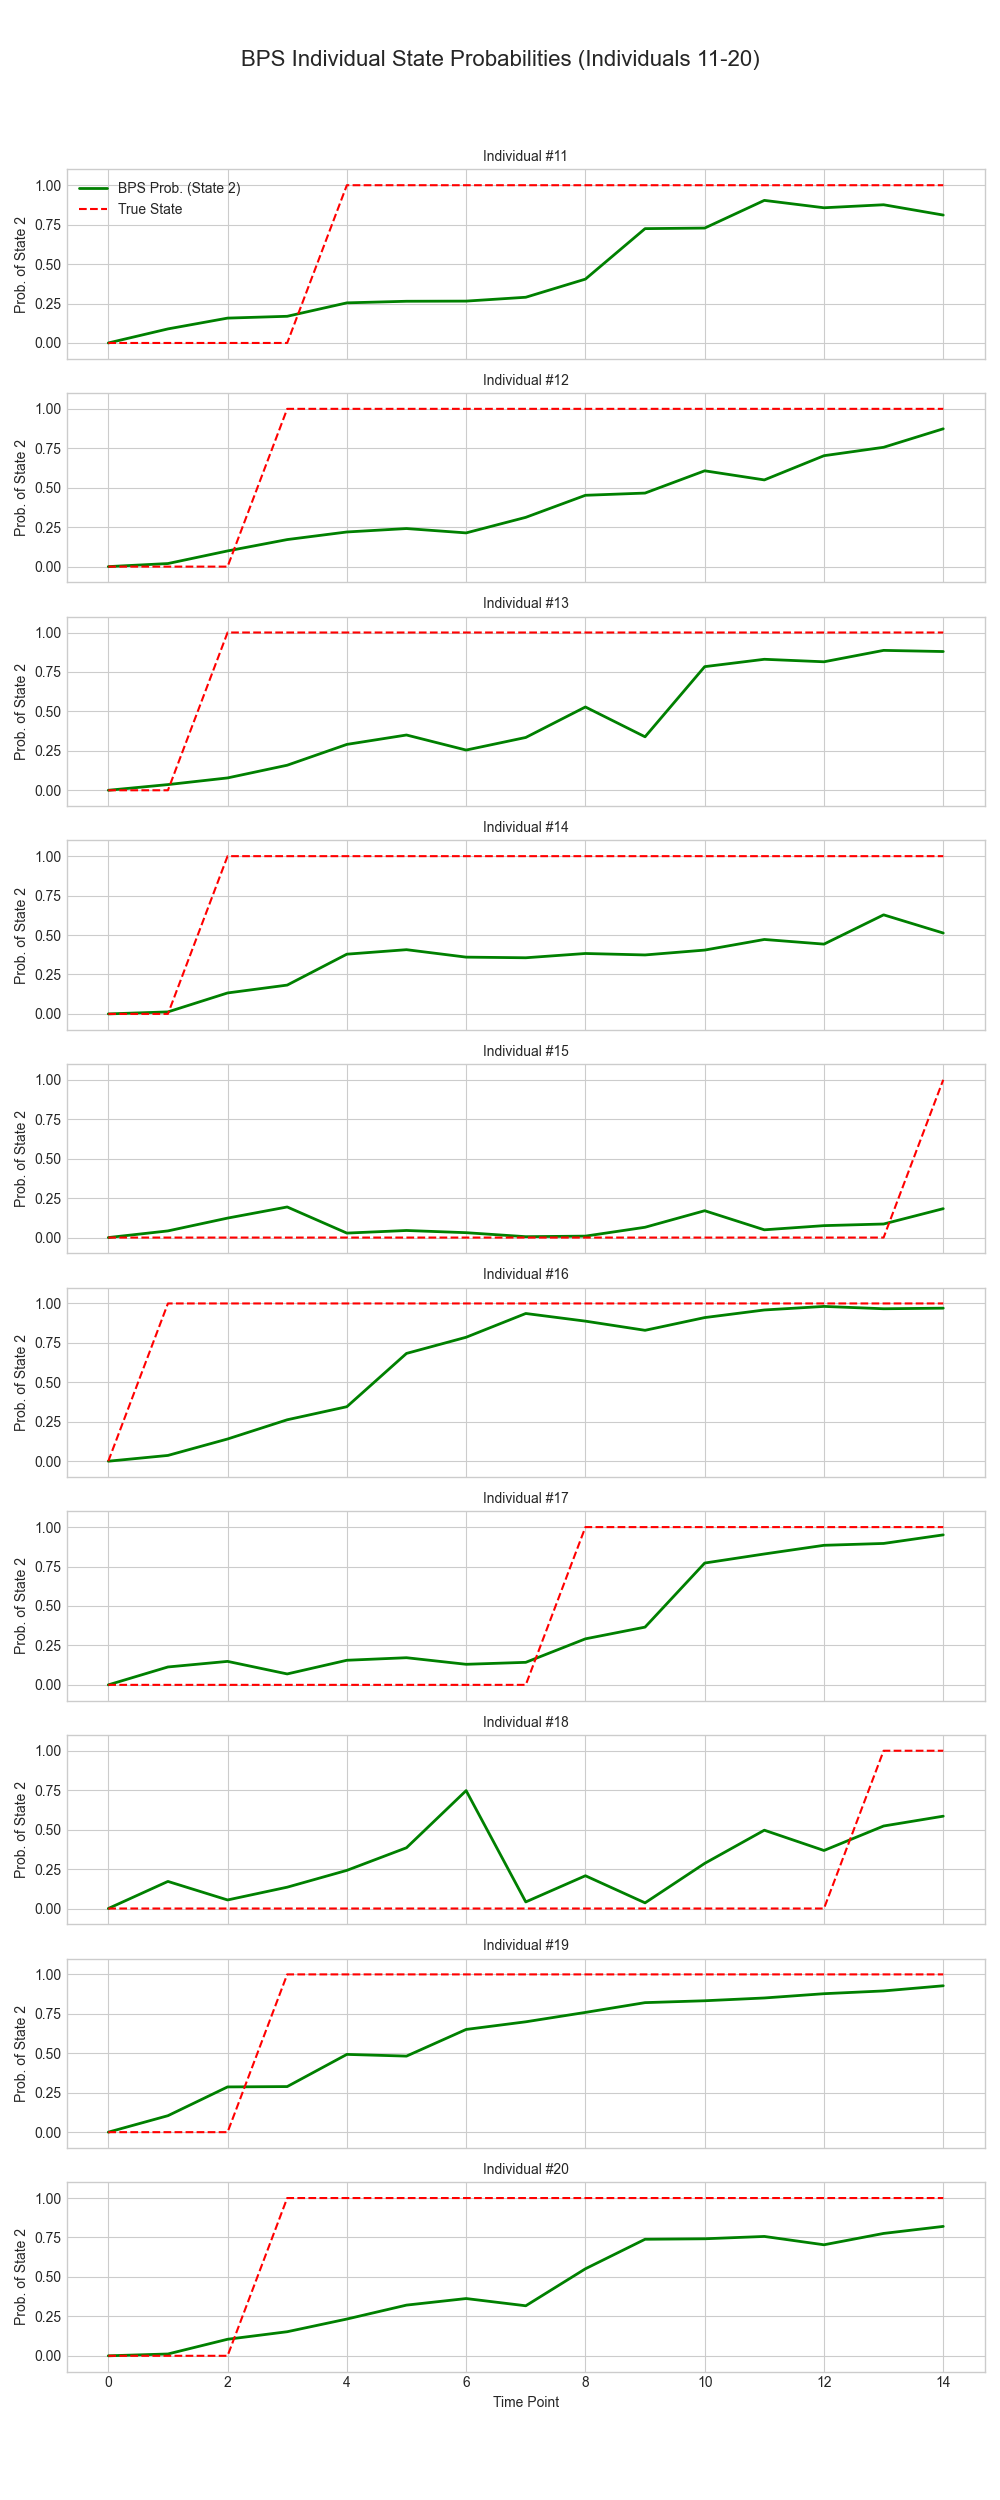 BPS Individual State Probabilities (Individuals 11-20)
Individual #11
BPS Prob. (State 2)
True State
Prob. of State 2
1.00
0.75
0.50
0.25
0.00
Individual #12
Prob. of State 2
1.00
0.75
0.50
0.25
0.00
Individual #13
Prob. of State 2
1.00
0.75
0.50
0.25
0.00
Individual #14
Prob. of State 2
1.00
0.75
0.50
0.25
0.00
Individual #15
Prob. of State 2
1.00
0.75
0.50
0.25
0.00
Individual #16
Prob. of State 2
1.00
0.75
0.50
0.25
0.00
Individual #17
Prob. of State 2
1.00
0.75
0.50
0.25
0.00
Individual #18
Prob. of State 2
1.00
0.75
0.50
0.25
0.00
Individual #19
Prob. of State 2
1.00
0.75
0.50
0.25
0.00
Individual #20
Prob. of State 2
1.00
0.75
0.50
0.25
0.00
0 2 4 6 8 10 12 14
Time Point